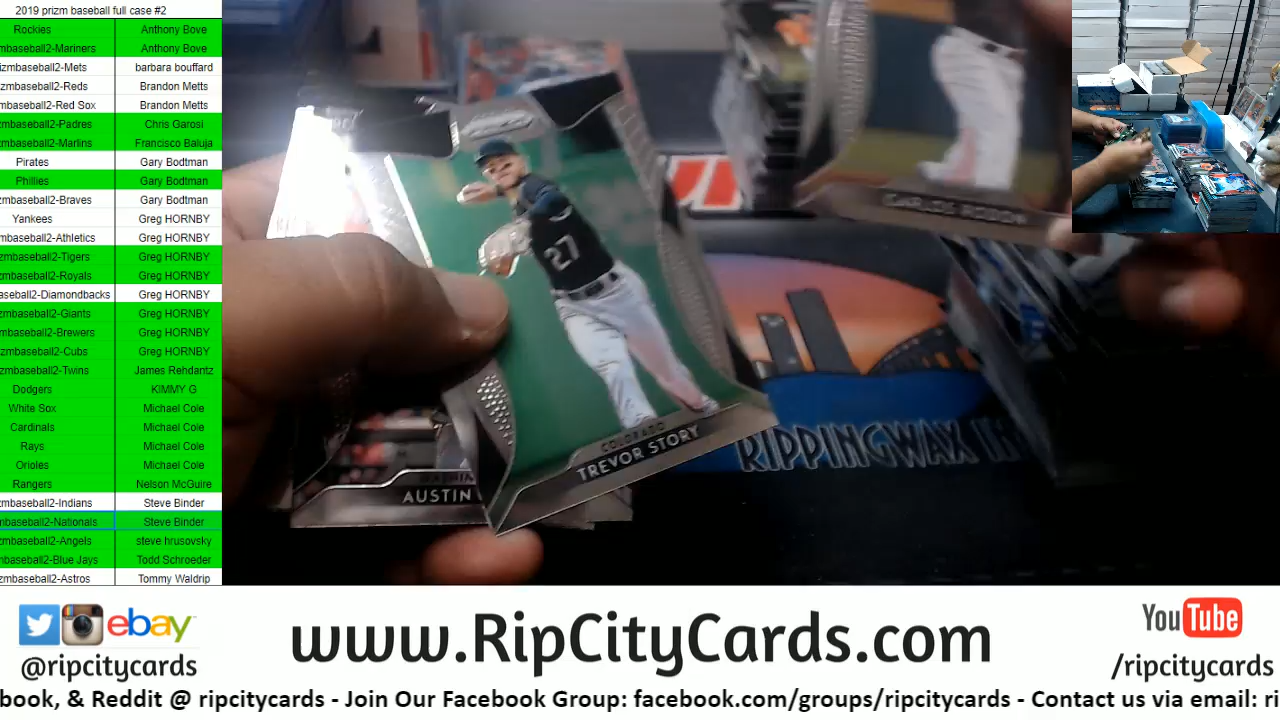 2019 prizm baseball full case #2
Rockies Anthony Bove
mbaseball2-Mariners Anthony Bove
izmbaseball2-Mets barbara bouffard
zmbaseball2-Reds Brandon Metts
mbaseball2-Red Sox Brandon Metts
zmbaseball2-Padres Chris Garosi
zmbaseball2-Marlins Francisco Baluja
Pirates Gary Bodtman
Phillies Gary Bodtman
zmbaseball2-Braves Gary Bodtman
Yankees Greg HORNBY
mbaseball2-Athletics Greg HORNBY
zmbaseball2-Tigers Greg HORNBY
zmbaseball2-Royals Greg HORNBY
aseball2-Diamondbacks Greg HORNBY
zmbaseball2-Giants Greg HORNBY
zmbaseball2-Brewers Greg HORNBY
zmbaseball2-Cubs Greg HORNBY
zmbaseball2-Twins James Rehdantz
Dodgers KIMMY G
White Sox Michael Cole
Cardinals Michael Cole
Rays Michael Cole
Orioles Michael Cole
Rangers Nelson McGuire
zmbaseball2-Indians Steve Binder
mbaseball2-Nationals Steve Binder
mbaseball2-Angels steve hrusovsky
mbaseball2-Blue Jays Todd Schroeder
zmbaseball2-Astros Tommy Waldrip
CARLOS RODON
27
COLORADO
TREVOR STORY
AUSTIN
RIPPINGWAX
ebay
@ripcitycards
www.RipCityCards.com
YouTube
/ripcitycards
book, & Reddit @ ripcitycards - Join Our Facebook Group: facebook.com/groups/ripcitycards - Contact us via email: ri